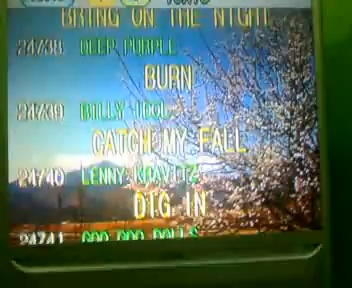 BRING ON THE NIGHT
24738 DEEP PURPLE
BURN
24739 BILLY IDOL
CATCH MY FALL
24740 LENNY KRAVITZ
DIG IN
24741 GOO GOO DOLLS